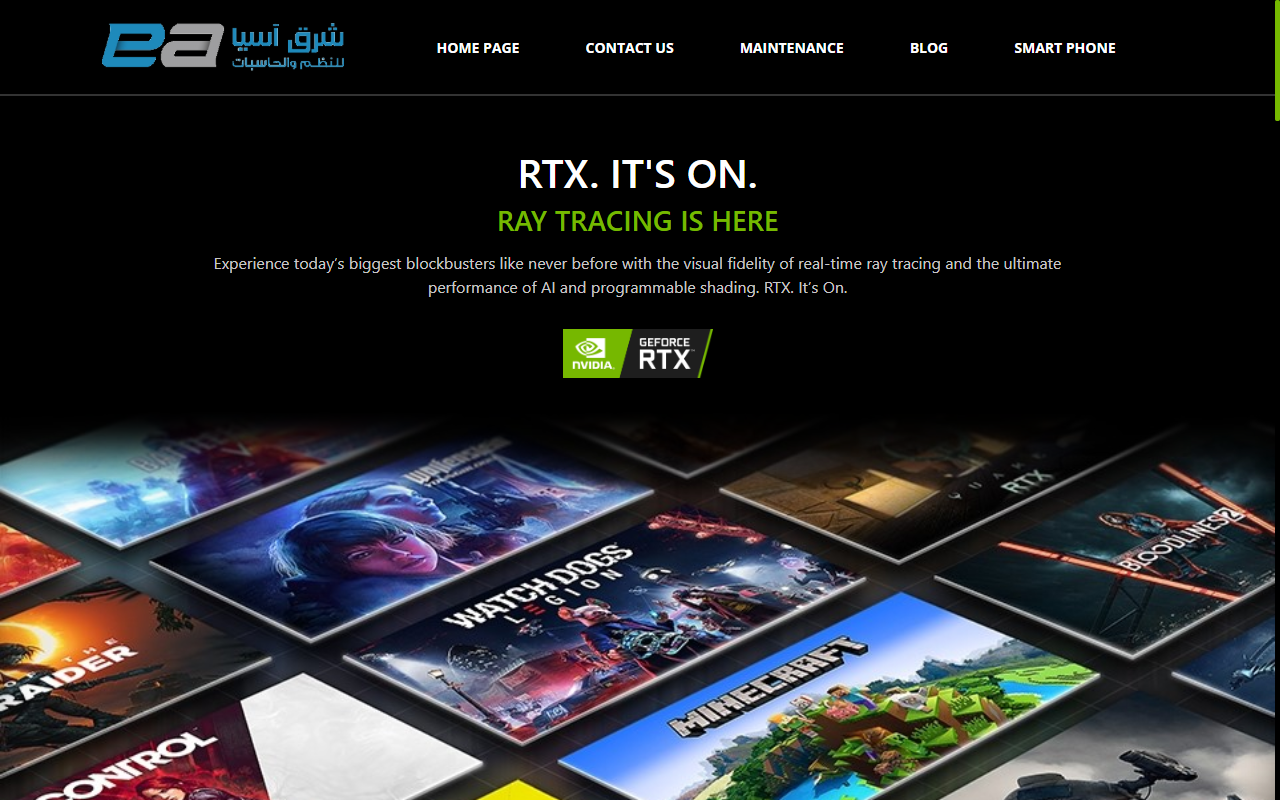 ea شرق آسيا
للنظم والحاسبات
HOME PAGE
CONTACT US
MAINTENANCE
BLOG
SMART PHONE
RTX. IT'S ON.
RAY TRACING IS HERE
Experience today’s biggest blockbusters like never before with the visual fidelity of real-time ray tracing and the ultimate
performance of AI and programmable shading. RTX. It’s On.
NVIDIA.
GEFORCE
RTX™
QUAKE
RTX
BLOODLINES 2
WATCH DOGS
LEGION
THE
RAIDER
MINECRAFT
CONTROL